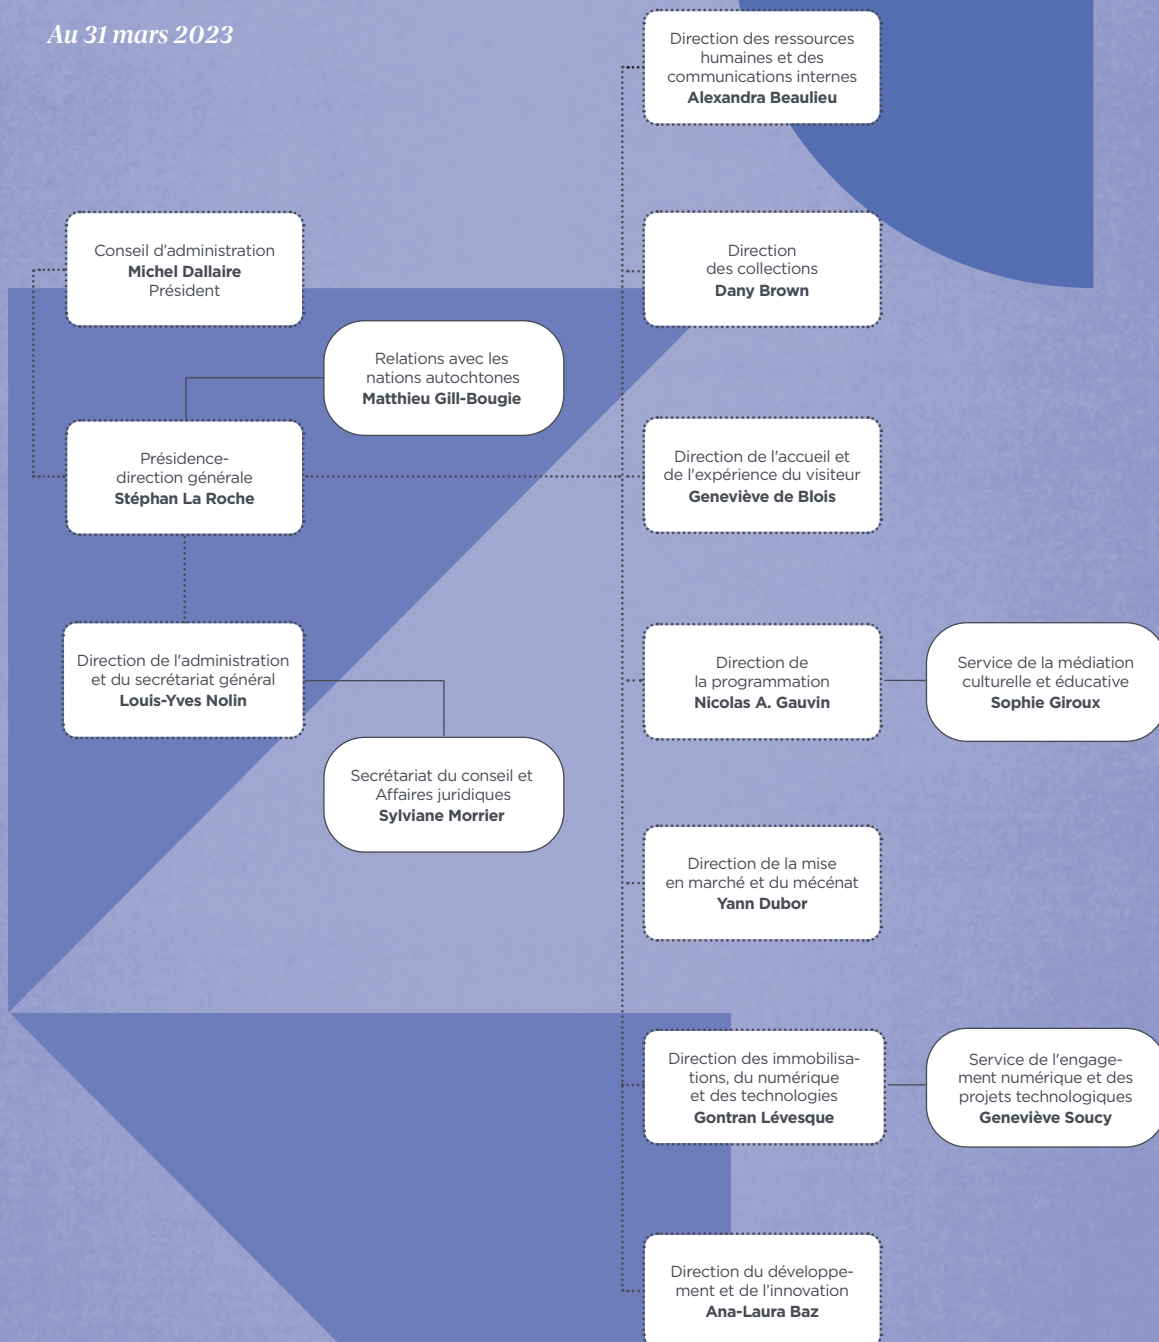 Au 31 mars 2023
Conseil d'administration
Michel Dallaire
Président
Relations avec les
nations autochtones
Matthieu Gill-Bougie
Présidence-
direction générale
Stéphan La Roche
Direction de l'administration
et du secrétariat général
Louis-Yves Nolin
Secrétariat du conseil et
Affaires juridiques
Sylviane Morrier
Direction des ressources
humaines et des
communications internes
Alexandra Beaulieu
Direction
des collections
Dany Brown
Direction de l'accueil et
de l'expérience du visiteur
Geneviève de Blois
Direction de
la programmation
Nicolas A. Gauvin
Service de la médiation
culturelle et éducative
Sophie Giroux
Direction de la mise
en marché et du mécénat
Yann Dubor
Direction des immobilisa-
tions, du numérique
et des technologies
Gontran Lévesque
Service de l'engage-
ment numérique et des
projets technologiques
Geneviève Soucy
Direction du développe-
ment et de l’innovation
Ana-Laura Baz